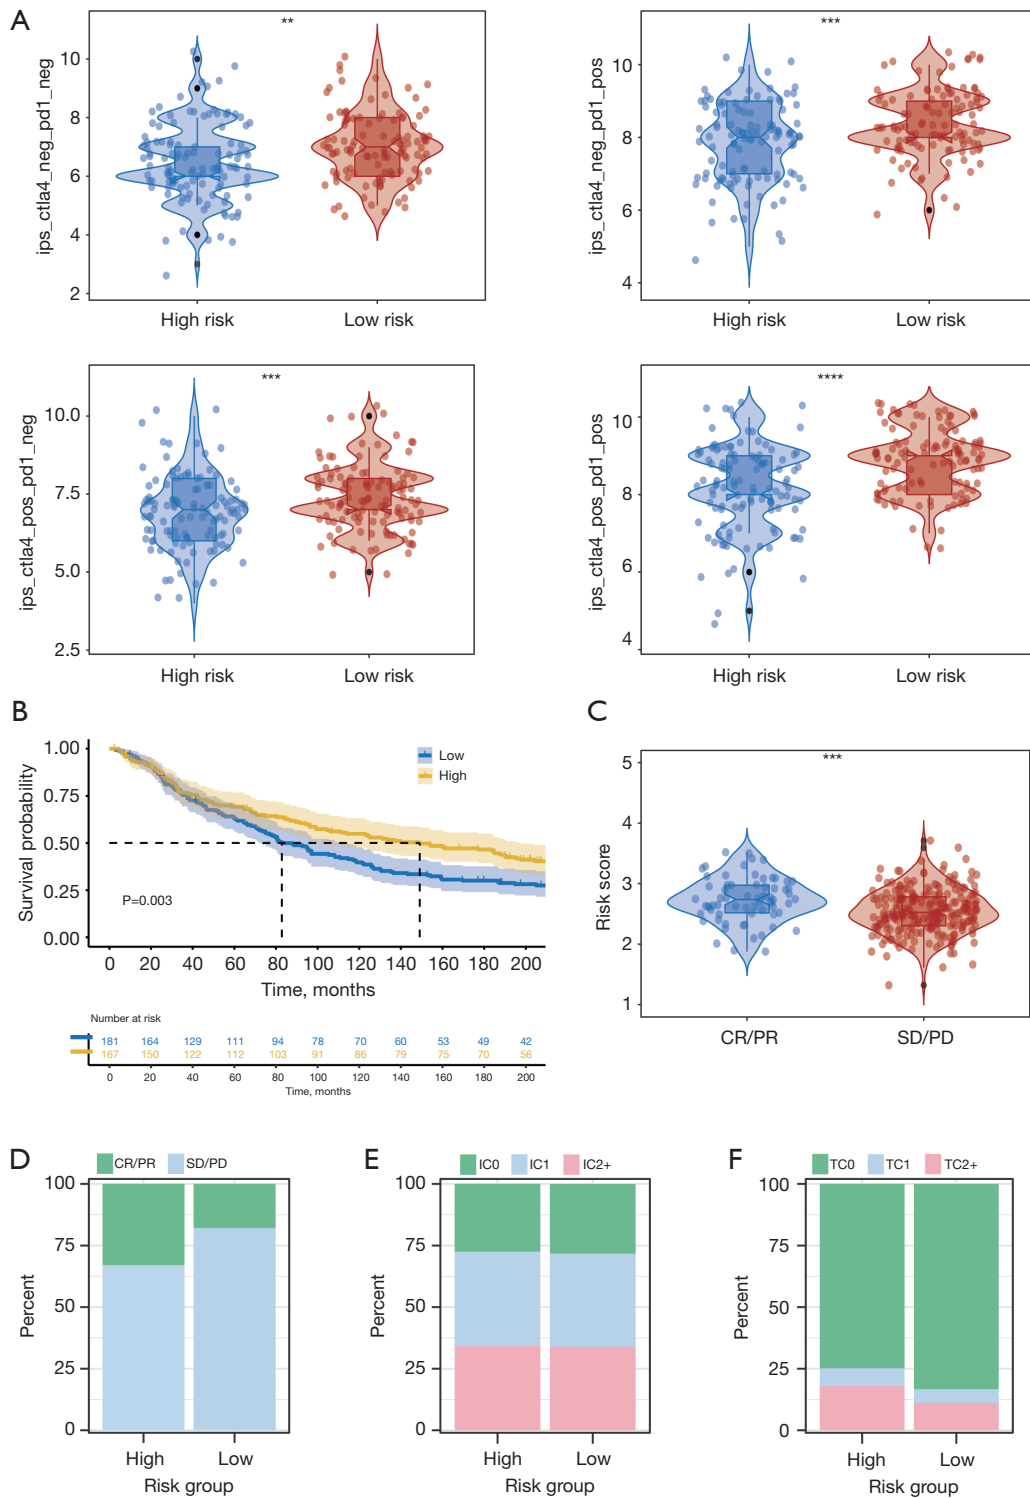 A
**
ips_ctla4_neg_pd1_neg
10
8
6
4
2
High risk
Low risk
***
ips_ctla4_neg_pd1_pos
10
8
6
4
High risk
Low risk
***
ips_ctla4_pos_pd1_neg
10.0
7.5
5.0
2.5
High risk
Low risk
****
ips_ctla4_pos_pd1_pos
10
8
6
4
High risk
Low risk
B
Survival probability
1.00
0.75
0.50
0.25
0.00
Low
High
P=0.003
0 20 40 60 80 100 120 140 160 180 200
Time, months
Number at risk
181 164 129 111 94 78 70 60 53 49 42
167 150 122 112 103 91 86 79 75 70 56
0 20 40 60 80 100 120 140 160 180 200
Time, months
C
***
Risk score
5
4
3
2
1
CR/PR
SD/PD
D
CR/PR SD/PD
Percent
100
75
50
25
0
High Low
Risk group
E
IC0 IC1 IC2+
Percent
100
75
50
25
0
High Low
Risk group
F
TC0 TC1 TC2+
Percent
100
75
50
25
0
High Low
Risk group